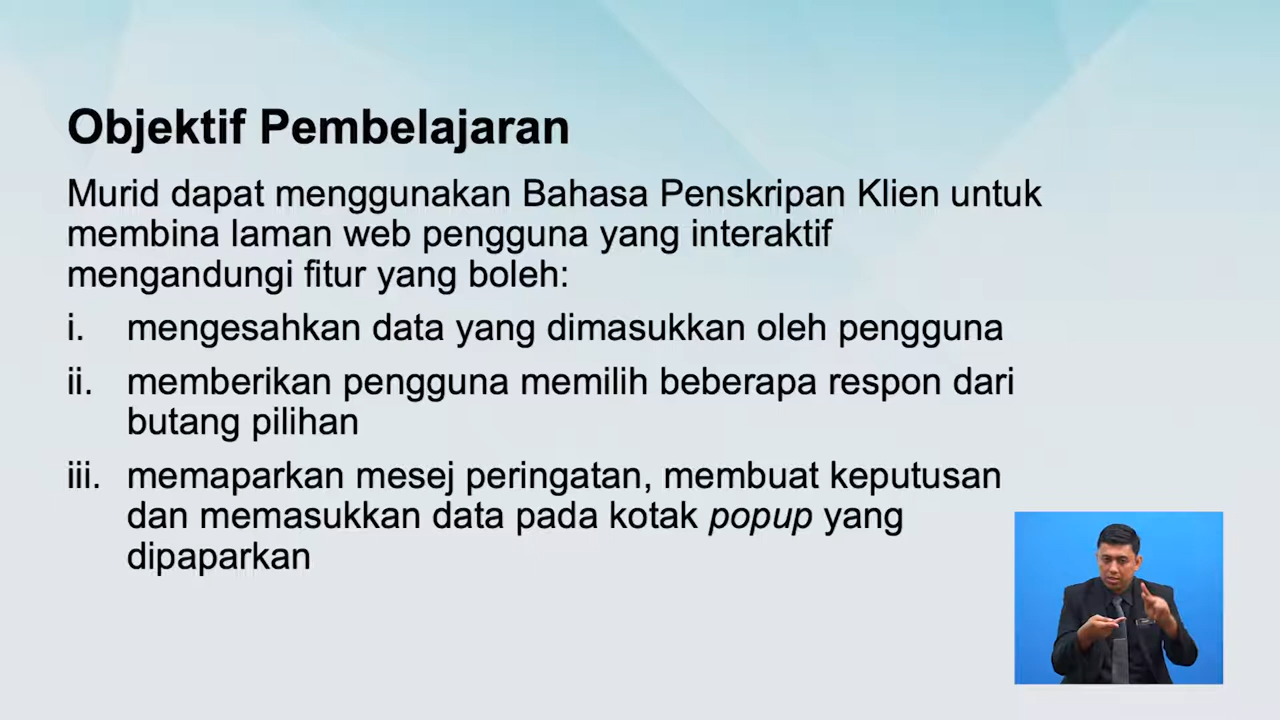 Objektif Pembelajaran
Murid dapat menggunakan Bahasa Penskripan Klien untuk
membina laman web pengguna yang interaktif
mengandungi fitur yang boleh:
i. mengesahkan data yang dimasukkan oleh pengguna
ii. memberikan pengguna memilih beberapa respon dari
butang pilihan
iii. memaparkan mesej peringatan, membuat keputusan
dan memasukkan data pada kotak popup yang
dipaparkan